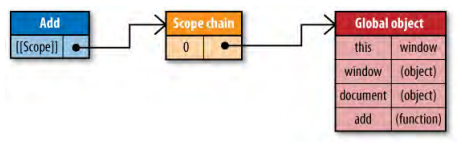 Add
[[Scope]]
Scope chain
0
Global object
this window
window (object)
document (object)
add (function)